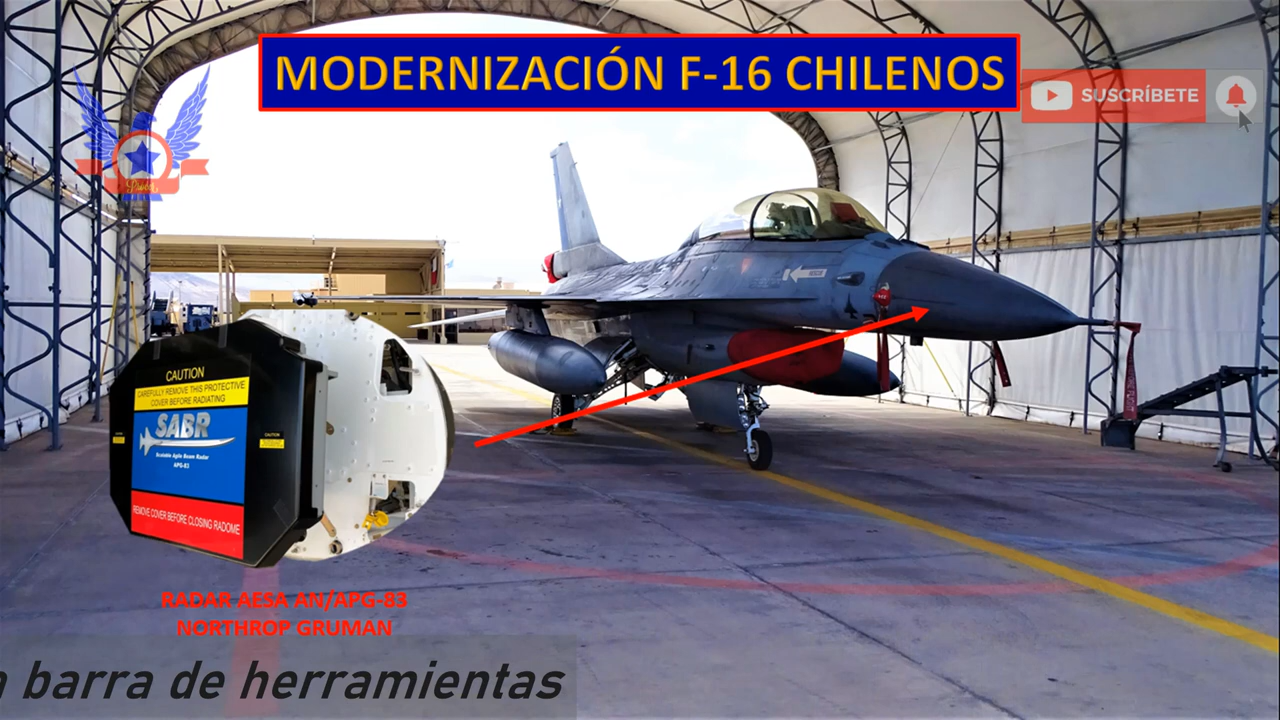 MODERNIZACIÓN F-16 CHILENOS
SUSCRÍBETE
CAUTION
CAREFULLY REMOVE THIS PROTECTIVE
COVER BEFORE RADIATING
SABR
Scalable Agile Beam Radar
APG-83
REMOVE COVER BEFORE CLOSING RADOME
RADAR AESA AN/APG-83
NORTHROP GRUMAN
barra de herramientas